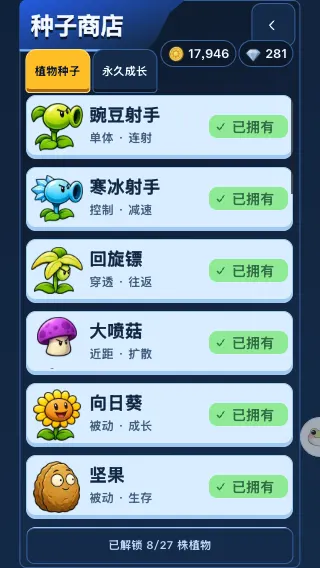 种子商店
17,946
281
植物种子
永久成长
豌豆射手
单体 · 连射
✓ 已拥有
寒冰射手
控制 · 减速
✓ 已拥有
回旋镖
穿透 · 往返
✓ 已拥有
大喷菇
近距 · 扩散
✓ 已拥有
向日葵
被动 · 成长
✓ 已拥有
坚果
被动 · 生存
✓ 已拥有
已解锁 8/27 株植物